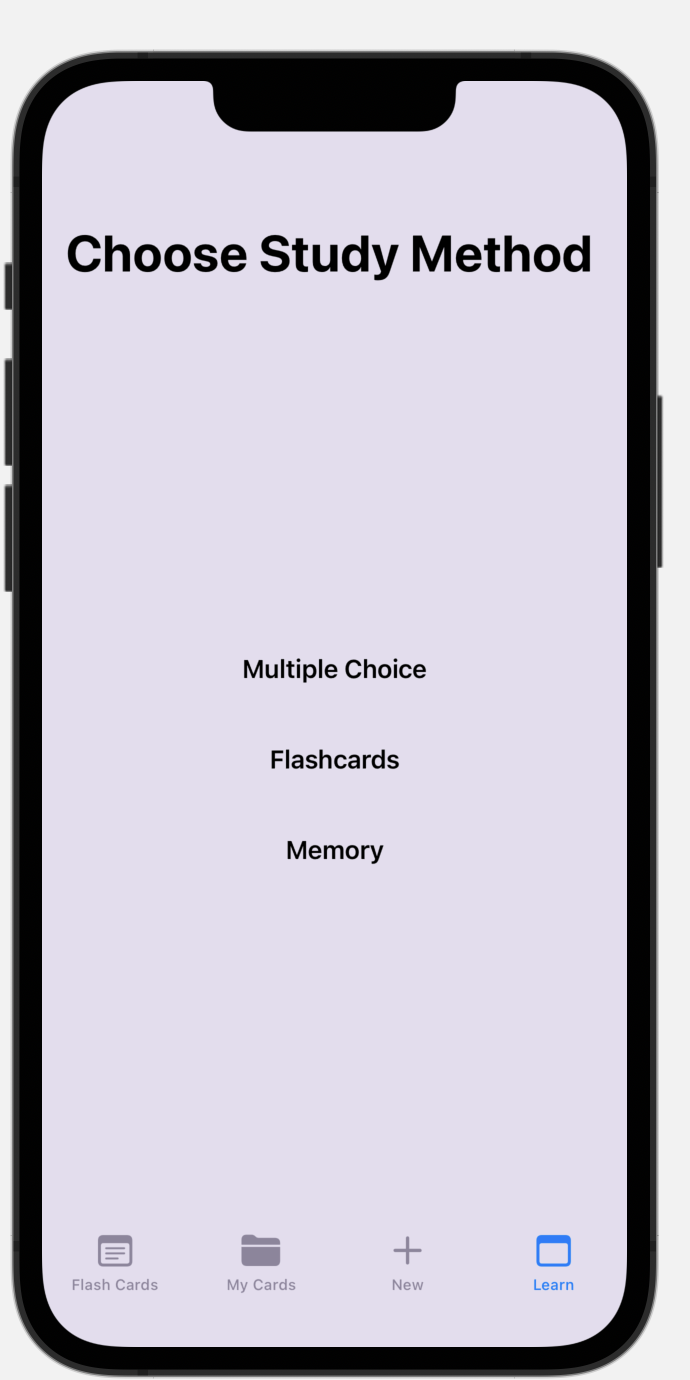 Choose Study Method
Multiple Choice
Flashcards
Memory
Flash Cards
My Cards
New
Learn